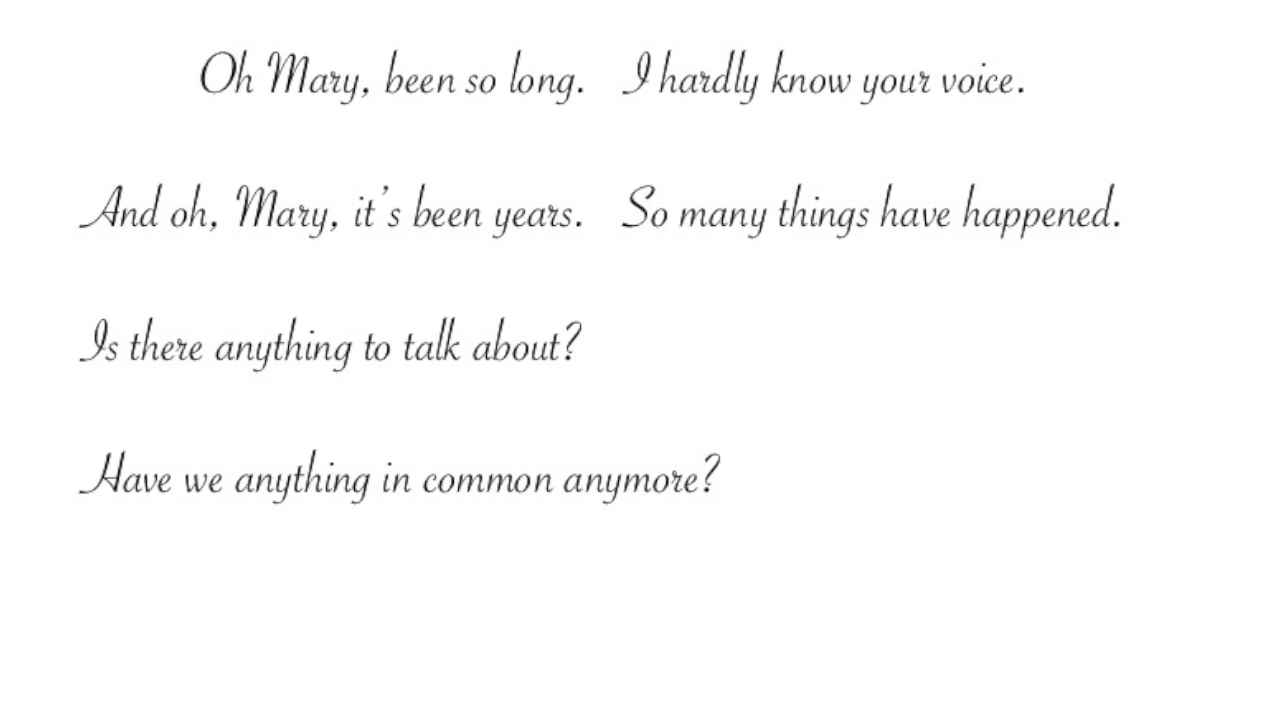 Oh Mary, been so long. I hardly know your voice.
And oh, Mary, it's been years. So many things have happened.
Is there anything to talk about?
Have we anything in common anymore?